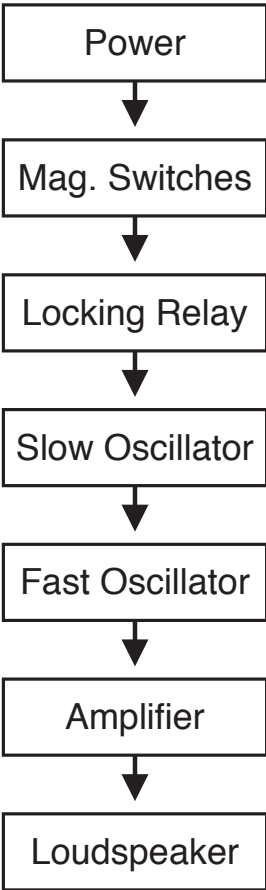 Power
Mag. Switches
Locking Relay
Slow Oscillator
Fast Oscillator
Amplifier
Loudspeaker